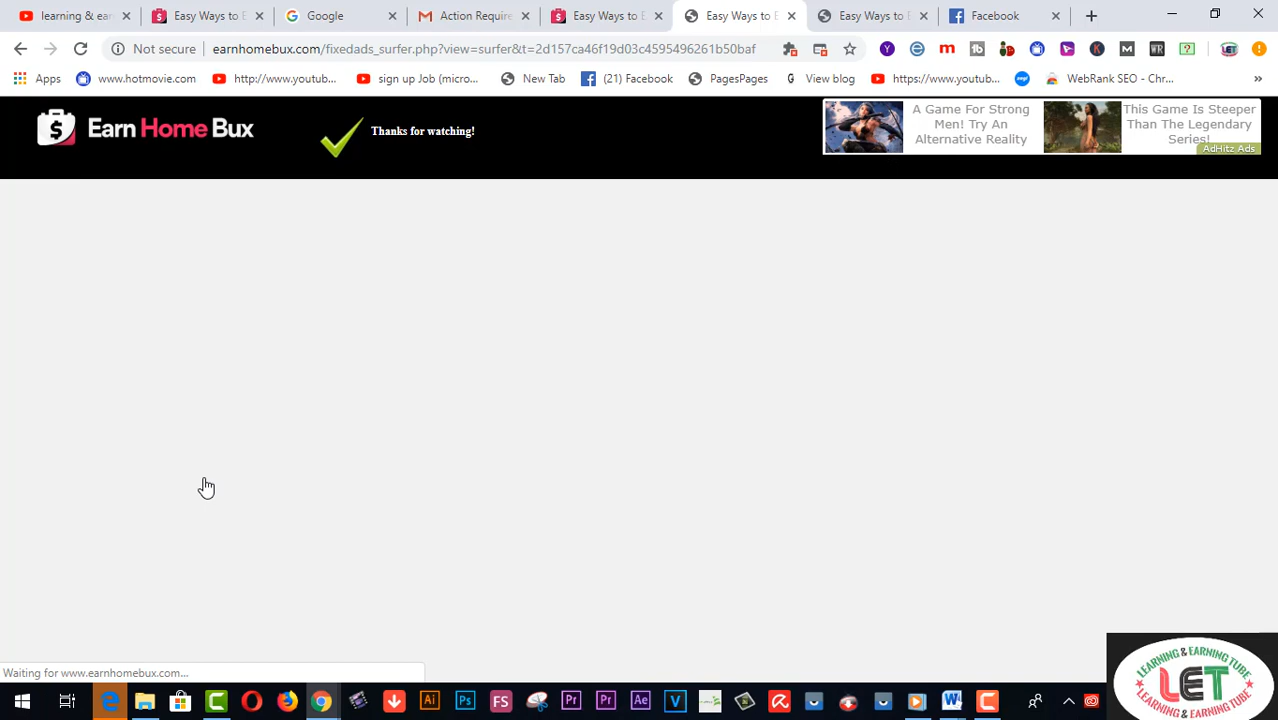 learning & ear
Easy Ways to E
Google
Action Require
Easy Ways to E
Easy Ways to E
Easy Ways to E
Facebook
Not secure
earnhomebux.com/fixedads_surfer.php?view=surfer&t=2d157ca46f19d03c4595496261b50baf
Apps
www.hotmovie.com
http://www.youtub...
sign up Job (micro...
New Tab
(21) Facebook
PagesPages
View blog
https://www.youtub...
WebRank SEO - Chr...
Earn Home Bux
Thanks for watching!
A Game For Strong
Men! Try An
Alternative Reality
This Game Is Steeper
Than The Legendary
Series!
AdHitz Ads
Waiting for www.earnhomebux.com...
LEARNING & EARNING TUBE
LET
LEARNING & EARNING TUBE